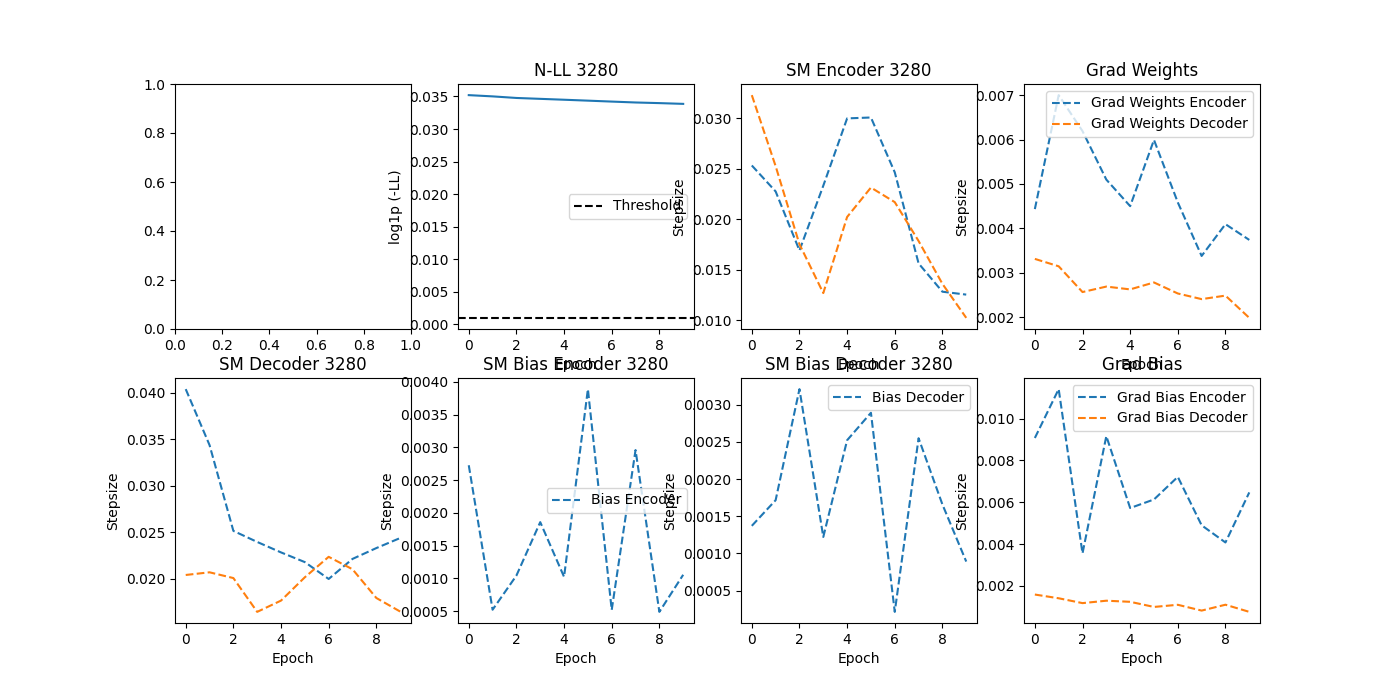 N-LL 3280
SM Encoder 3280
Grad Weights
1.0
0.8
0.6
0.4
0.2
0.0
0.0 0.2 0.4 0.6 0.8 1.0
log1p (-LL)
0.035
0.030
0.025
0.020
0.015
0.010
0.005
0.000
Threshold
0 2 4 6 8
Epoch
Stepsize
0.030
0.025
0.020
0.015
0.010
0 2 4 6 8
Epoch
Stepsize
0.007
0.006
0.005
0.004
0.003
0.002
Grad Weights Encoder
Grad Weights Decoder
0 2 4 6 8
Epoch
SM Decoder 3280
SM Bias Encoder 3280
SM Bias Decoder 3280
Grad Bias
Stepsize
0.040
0.035
0.030
0.025
0.020
0 2 4 6 8
Epoch
Stepsize
0.0040
0.0035
0.0030
0.0025
0.0020
0.0015
0.0010
0.0005
Bias Encoder
0 2 4 6 8
Epoch
Stepsize
0.0030
0.0025
0.0020
0.0015
0.0010
0.0005
Bias Decoder
0 2 4 6 8
Epoch
Stepsize
0.010
0.008
0.006
0.004
0.002
Grad Bias Encoder
Grad Bias Decoder
0 2 4 6 8
Epoch